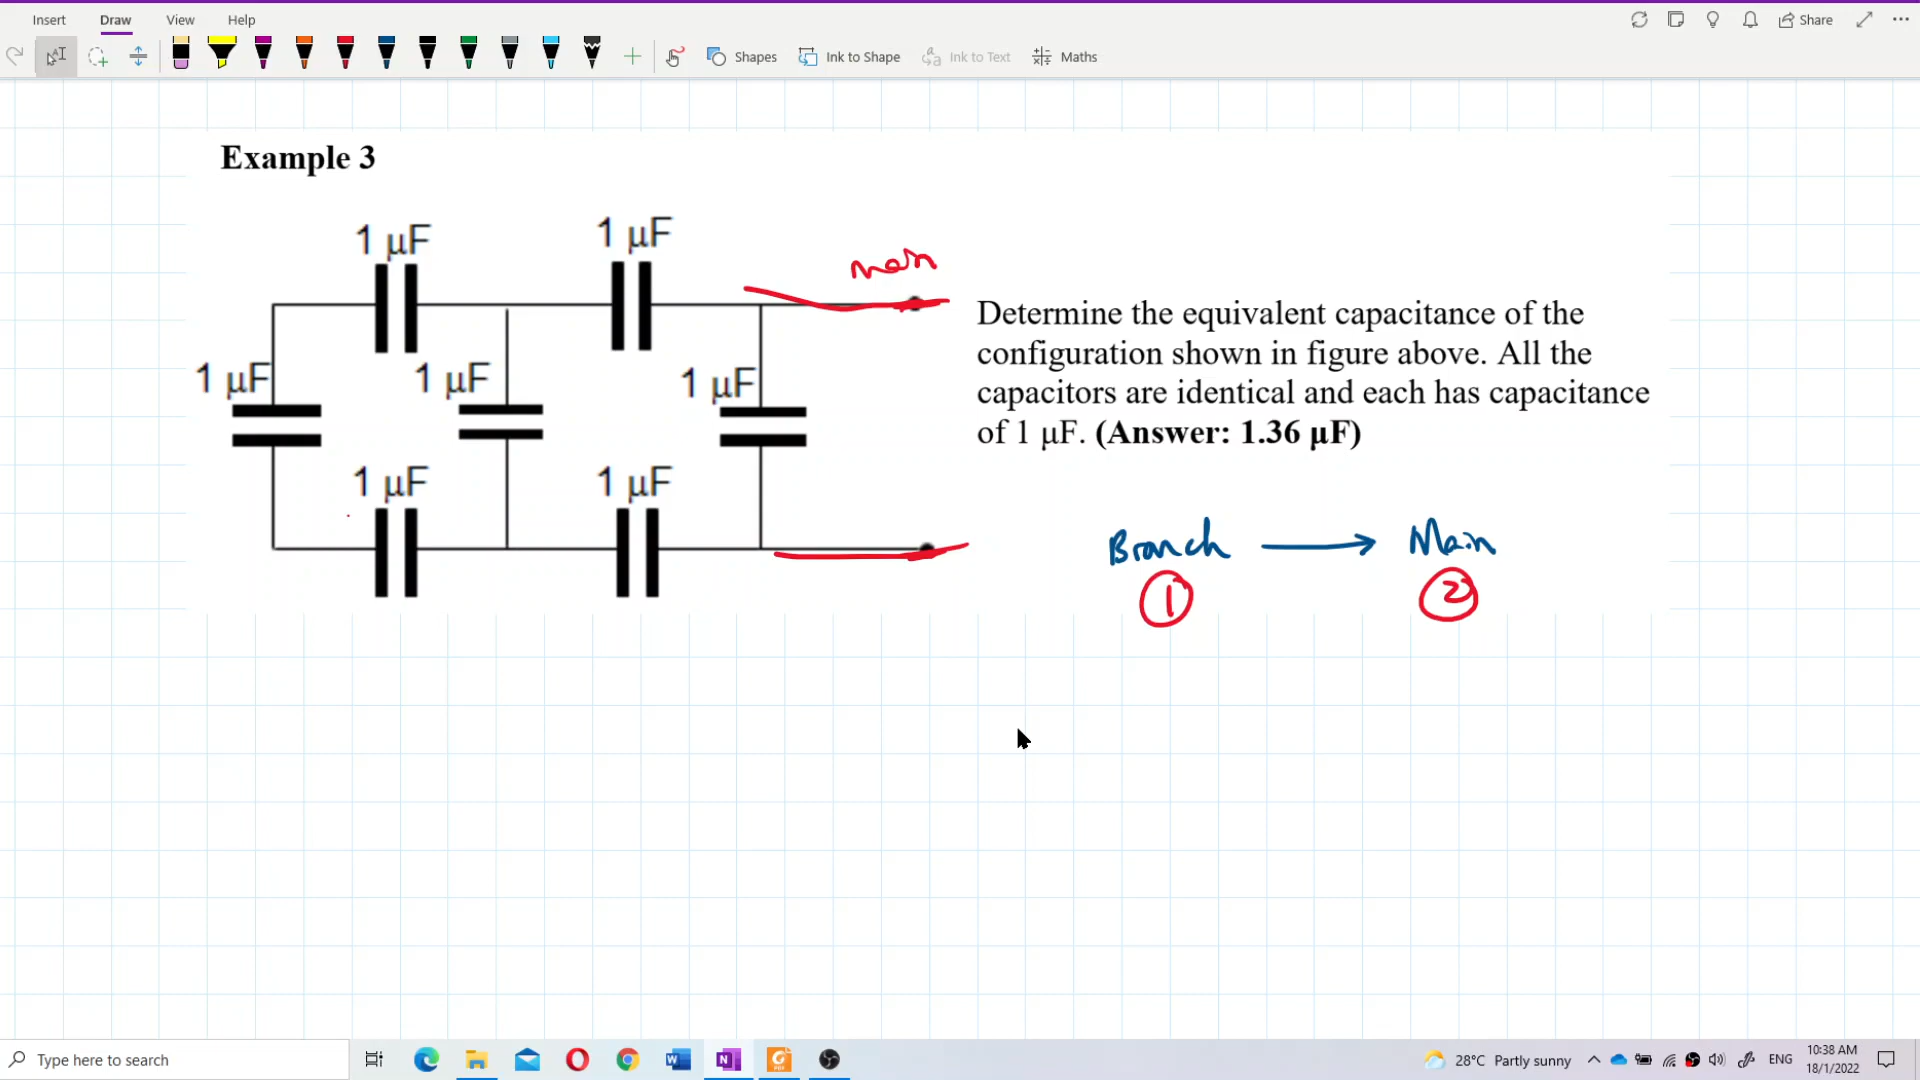 Insert Draw View Help
Share
Shapes Ink to Shape Ink to Text Maths
Example 3
1 µF 1 µF
main
1 µF 1 µF 1 µF
1 µF 1 µF
Determine the equivalent capacitance of the
configuration shown in figure above. All the
capacitors are identical and each has capacitance
of 1 µF. (Answer: 1.36 µF)
Branch → Main
1 2
Type here to search
28°C Partly sunny
ENG
10:38 AM
18/1/2022